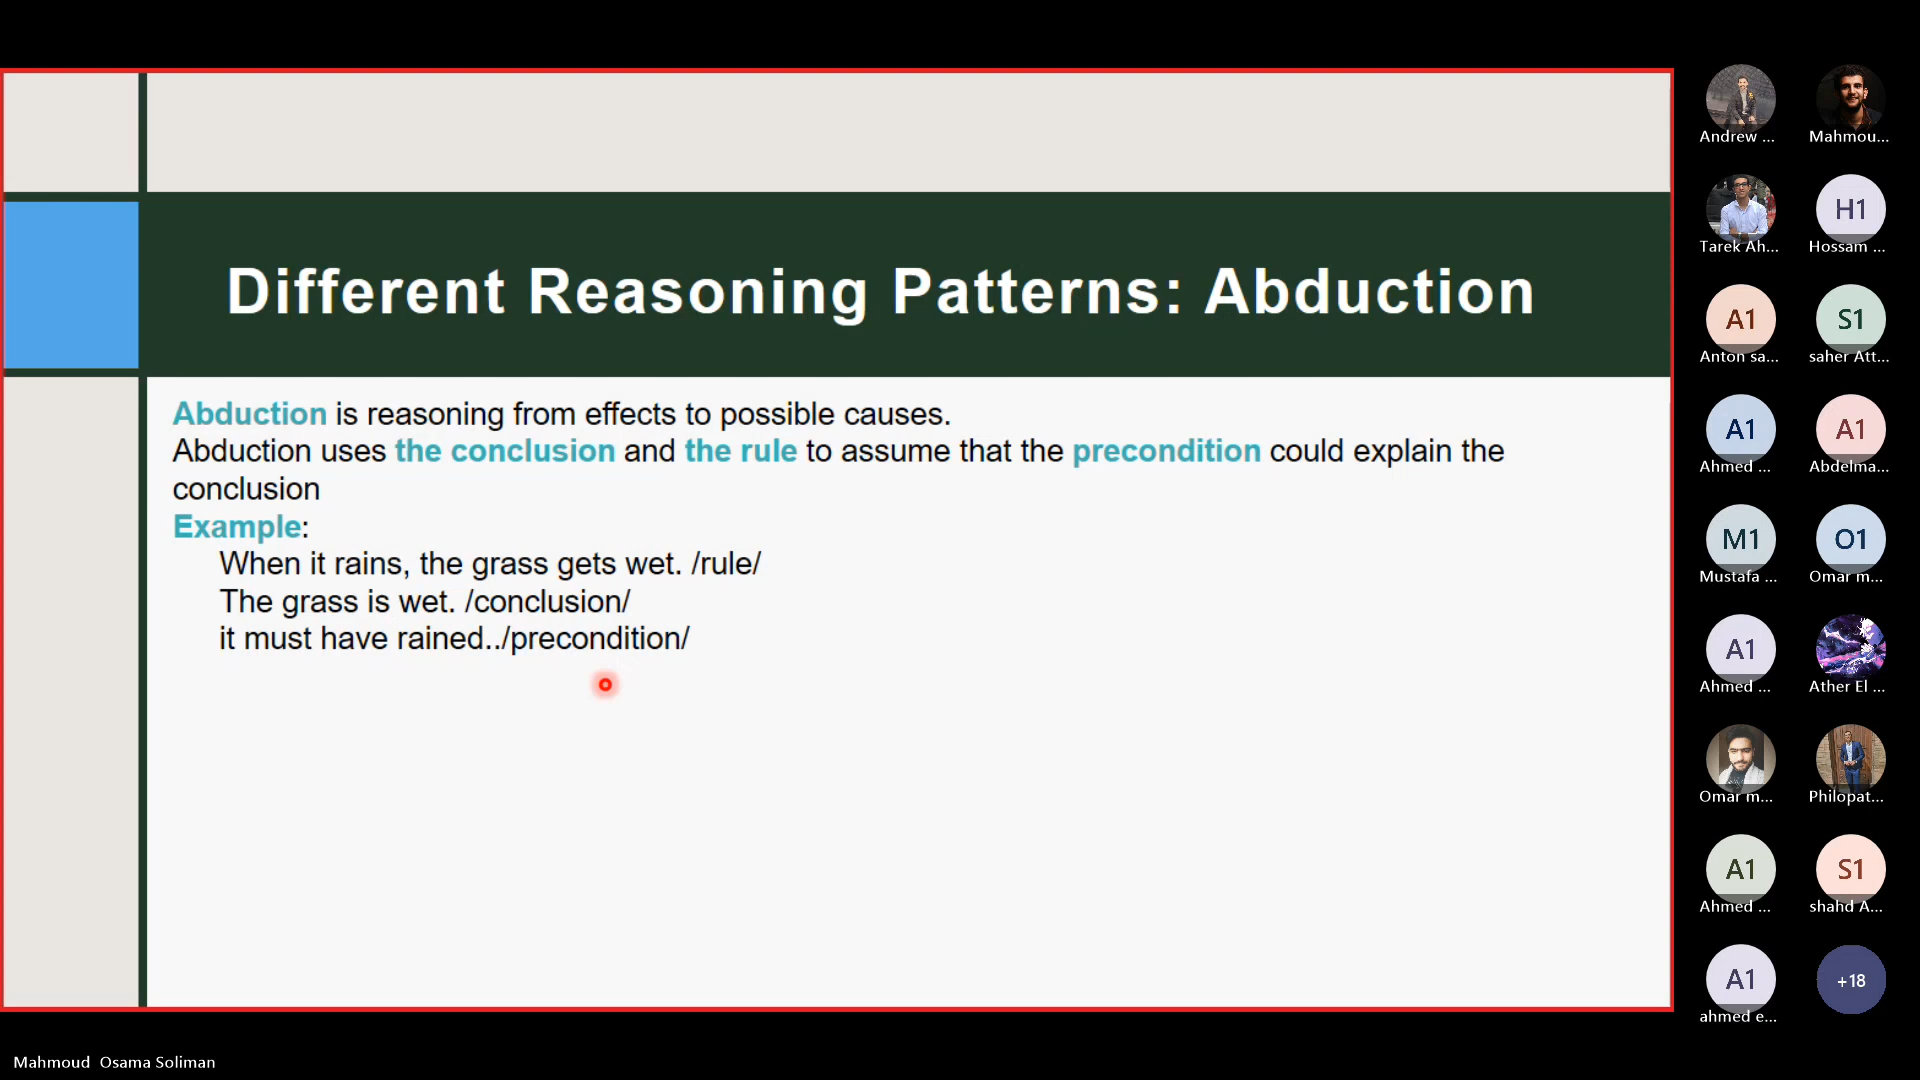 Different Reasoning Patterns: Abduction
Abduction is reasoning from effects to possible causes.
Abduction uses the conclusion and the rule to assume that the precondition could explain the
conclusion
Example:
When it rains, the grass gets wet. /rule/
The grass is wet. /conclusion/
it must have rained../precondition/
Andrew ...
Mahmou...
Tarek Ah...
H1
Hossam ...
A1
Anton sa...
S1
saher Att...
A1
Ahmed ...
A1
Abdelma...
M1
Mustafa ...
O1
Omar m...
A1
Ahmed ...
Ather El ...
Omar m...
Philopat...
A1
Ahmed ...
S1
shahd A...
A1
ahmed e...
+18
Mahmoud Osama Soliman